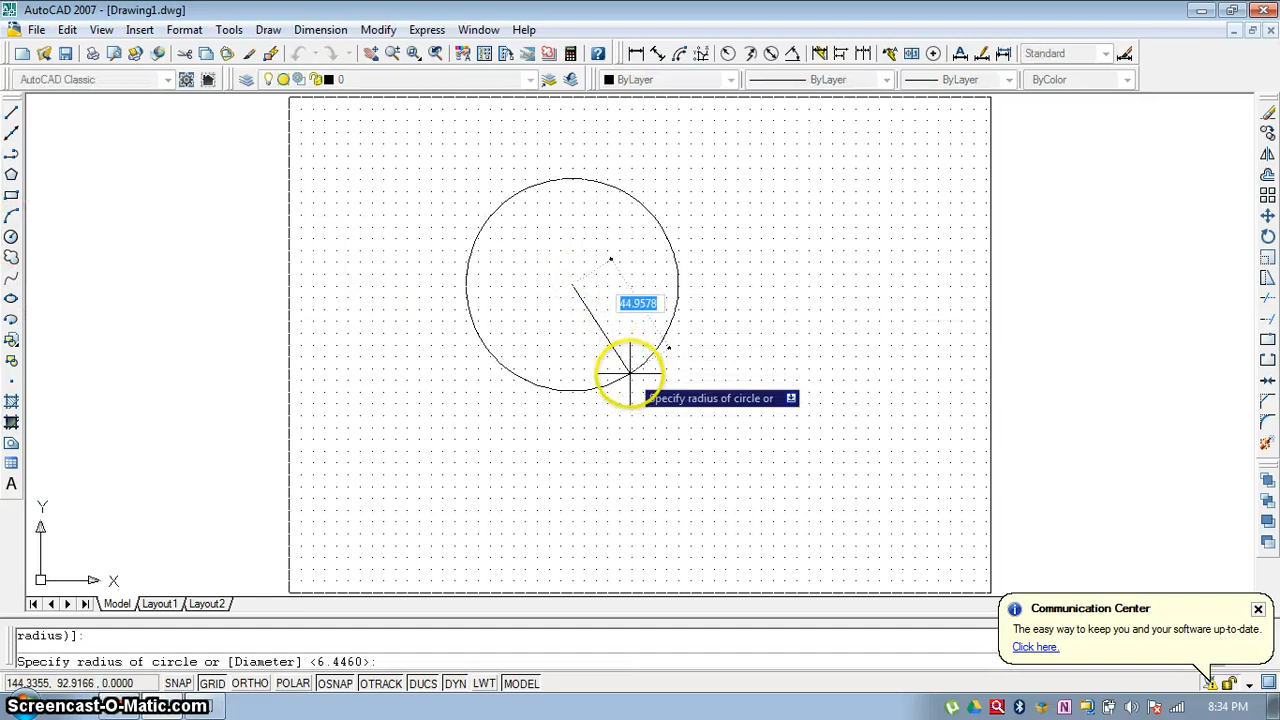 AutoCAD 2007 - [Drawing1.dwg]
File Edit View Insert Format Tools Draw Dimension Modify Express Window Help
Standard
AutoCAD Classic 0 ByLayer ByLayer ByLayer ByColor
44.9578
Specify radius of circle or
Y
X
A
Model Layout1 Layout2
Communication Center
The easy way to keep you and your software up-to-date.
Click here.
radius)]:
Specify radius of circle or [Diameter] <6.4460>:
144.3355, 92.9166, 0.0000 SNAP GRID ORTHO POLAR OSNAP OTRACK DUCS DYN LWT MODEL
Screencast-O-Matic.com
8:34 PM